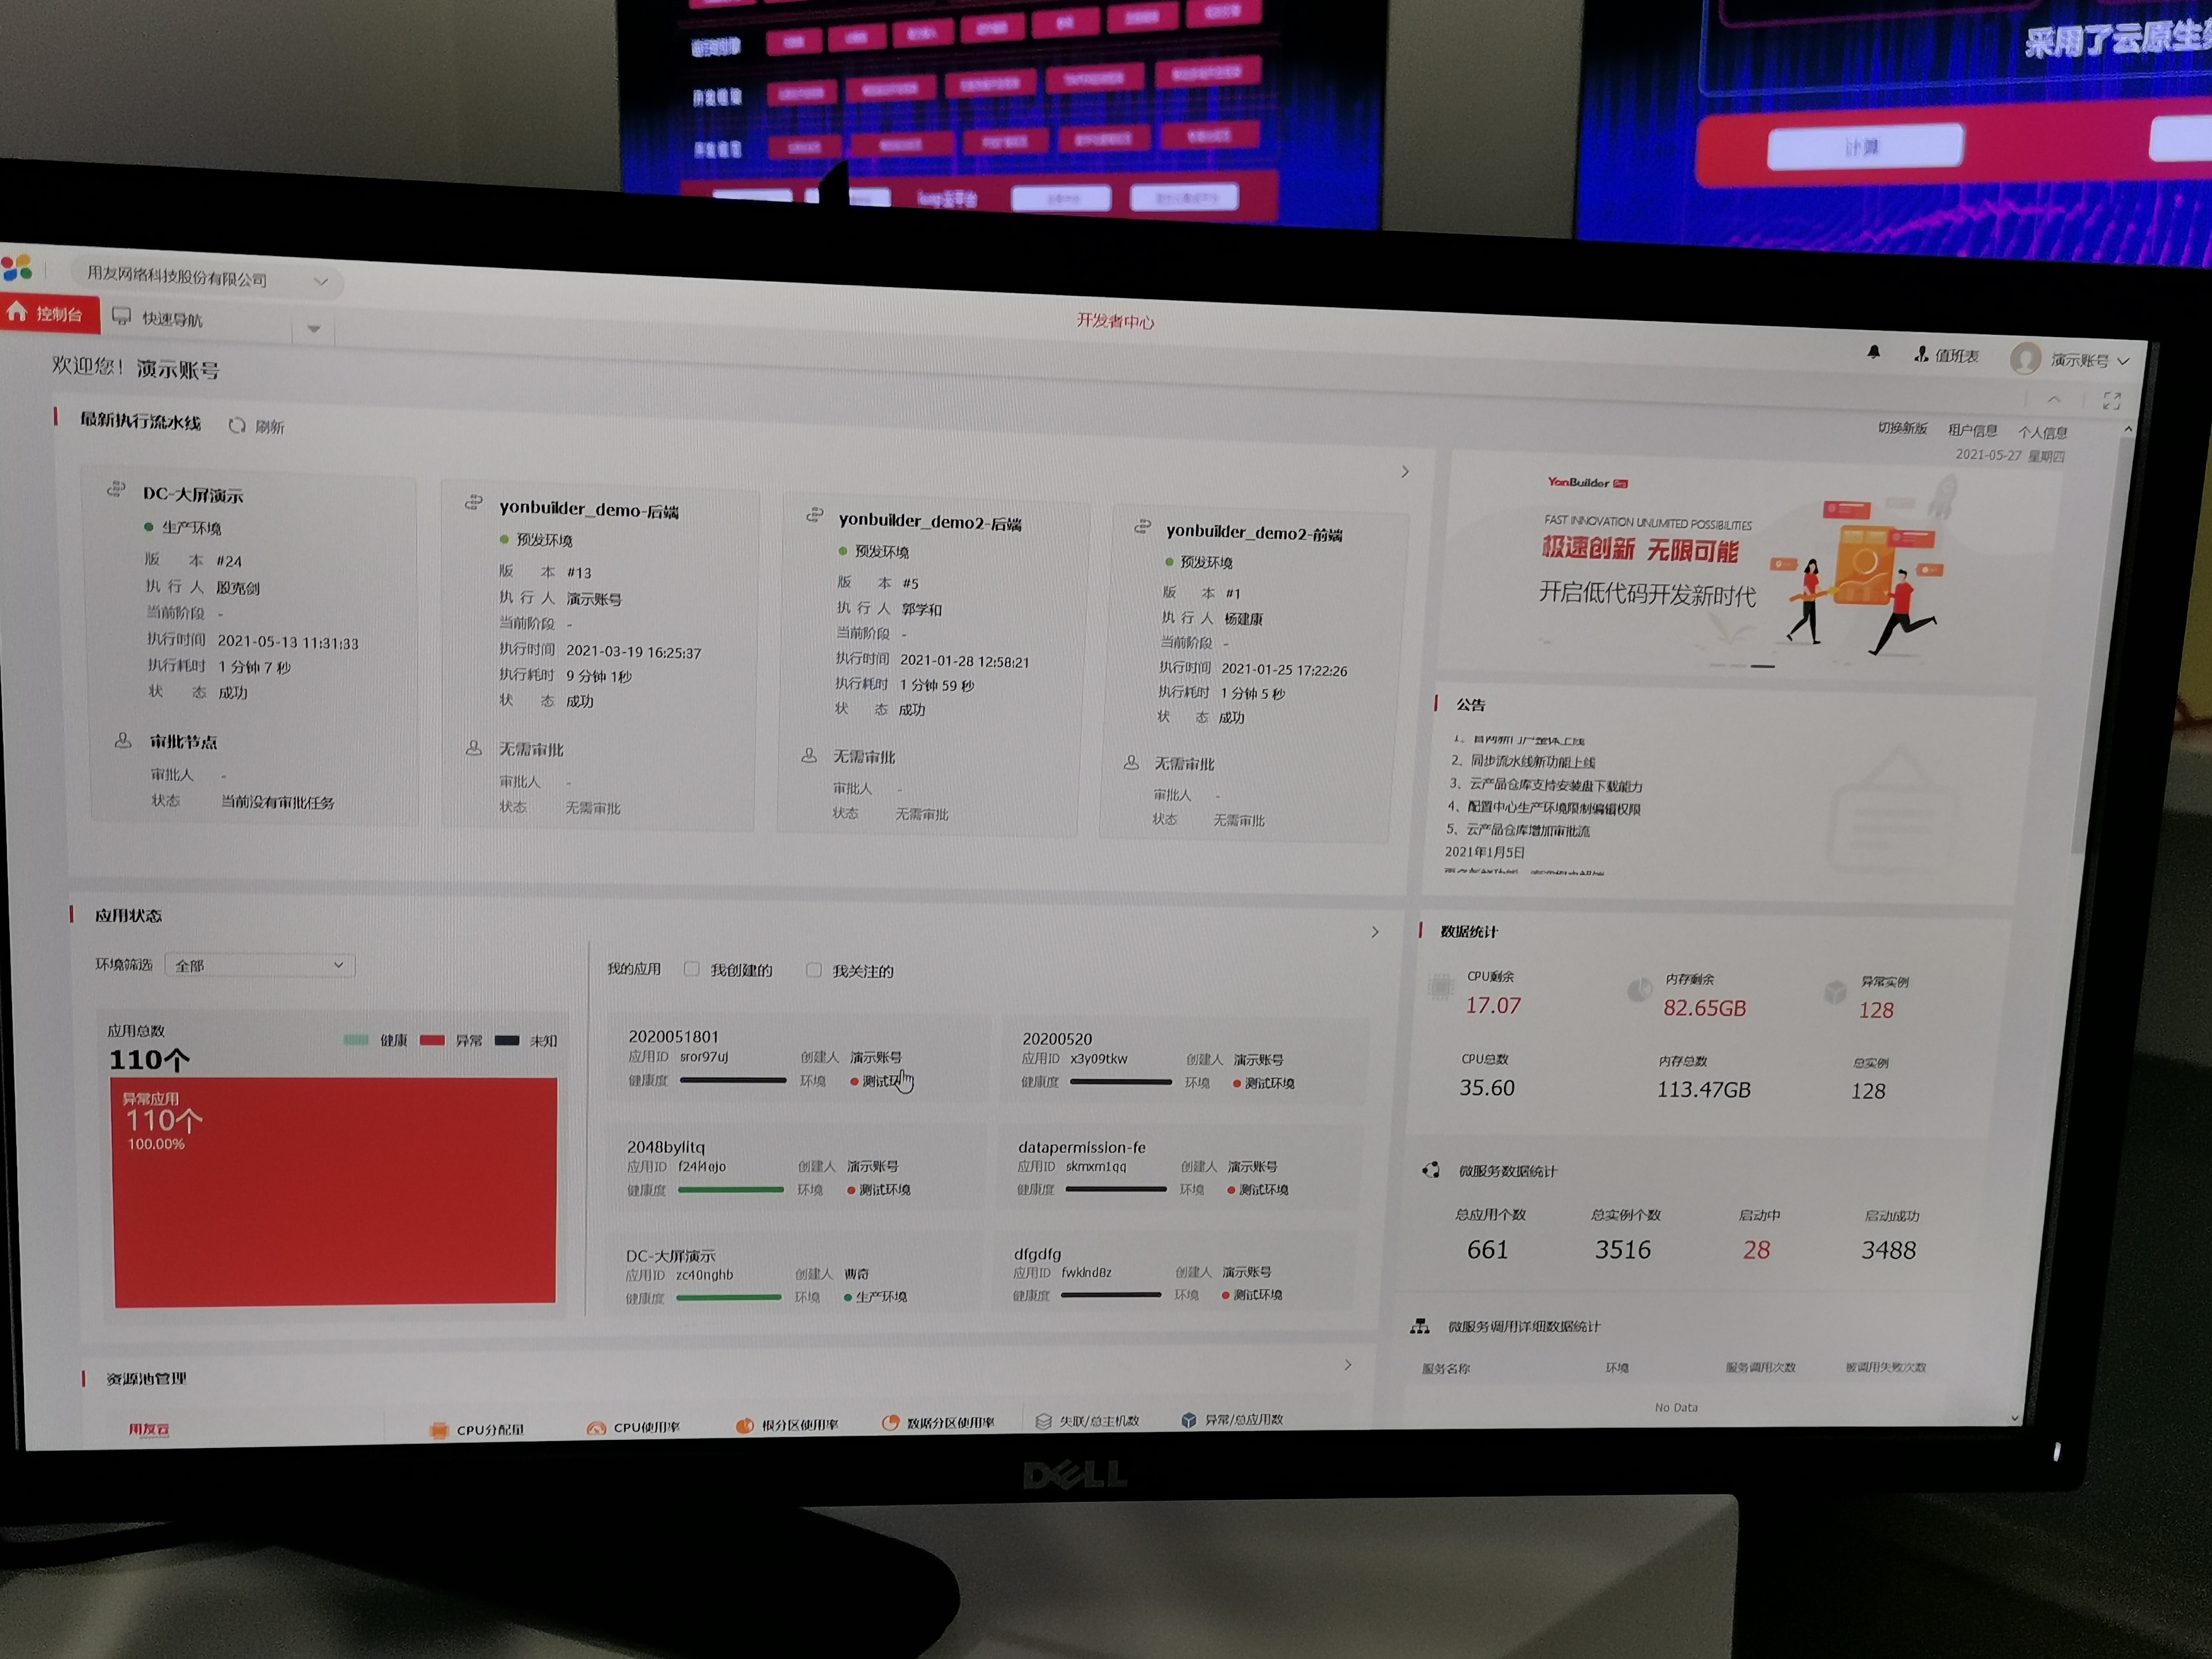 采用了云原生
计算
用友网络科技股份有限公司
控制台
快速导航
开发者中心
值班表
演示账号
欢迎您！演示账号
切换新版 租户信息 个人信息
2021-05-27 星期四
最新执行流水线 刷新
DC-大屏演示
生产环境
版 本 #24
执行人 殷亮剑
当前阶段 -
执行时间 2021-05-13 11:31:33
执行耗时 1 分钟 7 秒
状 态 成功
审批节点
审批人 -
状态 当前没有审批任务
yonbuilder_demo-后端
预发环境
版 本 #13
执行人 演示账号
当前阶段 -
执行时间 2021-03-19 16:25:37
执行耗时 9 分钟 1秒
状 态 成功
无需审批
审批人 -
状态 无需审批
yonbuilder_demo2-后端
预发环境
版 本 #5
执行人 郭学和
当前阶段 -
执行时间 2021-01-28 12:58:21
执行耗时 1 分钟 59 秒
状 态 成功
无需审批
审批人 -
状态 无需审批
yonbuilder_demo2-前端
预发环境
版 本 #1
执行人 杨建康
当前阶段 -
执行时间 2021-01-25 17:22:26
执行耗时 1 分钟 5 秒
状 态 成功
无需审批
审批人 -
状态 无需审批
YonBuilder
FAST INNOVATION UNLIMITED POSSIBILITIES
极速创新 无限可能
开启低代码开发新时代
公告
2、同步流水线新功能上线
3、云产品仓库支持安装盘下载能力
4、配置中心生产环境限制编辑权限
5、云产品仓库增加审批流
2021年1月5日
应用状态
环境筛选 全部
应用总数
110个
健康 异常 未知
异常应用
110个
100.00%
我的应用 我创建的 我关注的
2020051801
应用ID sror97uj 创建人 演示账号
健康度 环境 测试环
20200520
应用ID x3y09tkw 创建人 演示账号
健康度 环境 测试环境
2048bylitq
应用ID f24l4ojo 创建人 演示账号
健康度 环境 测试环境
datapermission-fe
应用ID skmxm1qq 创建人 演示账号
健康度 环境 测试环境
DC-大屏演示
应用ID zc40nghb 创建人 曹奇
健康度 环境 生产环境
dfgdfg
应用ID fwklnd8z 创建人 演示账号
健康度 环境 测试环境
数据统计
CPU剩余 内存剩余 异常实例
17.07 82.65GB 128
CPU总数 内存总数 总实例
35.60 113.47GB 128
微服务数据统计
总应用个数 总实例个数 启动中 启动成功
661 3516 28 3488
微服务调用详细数据统计
服务名称 环境 服务调用次数 被调用失败次数
No Data
资源池管理
用友云 CPU分配量 CPU使用率 根分区使用率 数据分区使用率 失联/总主机数 异常/总应用数
DELL